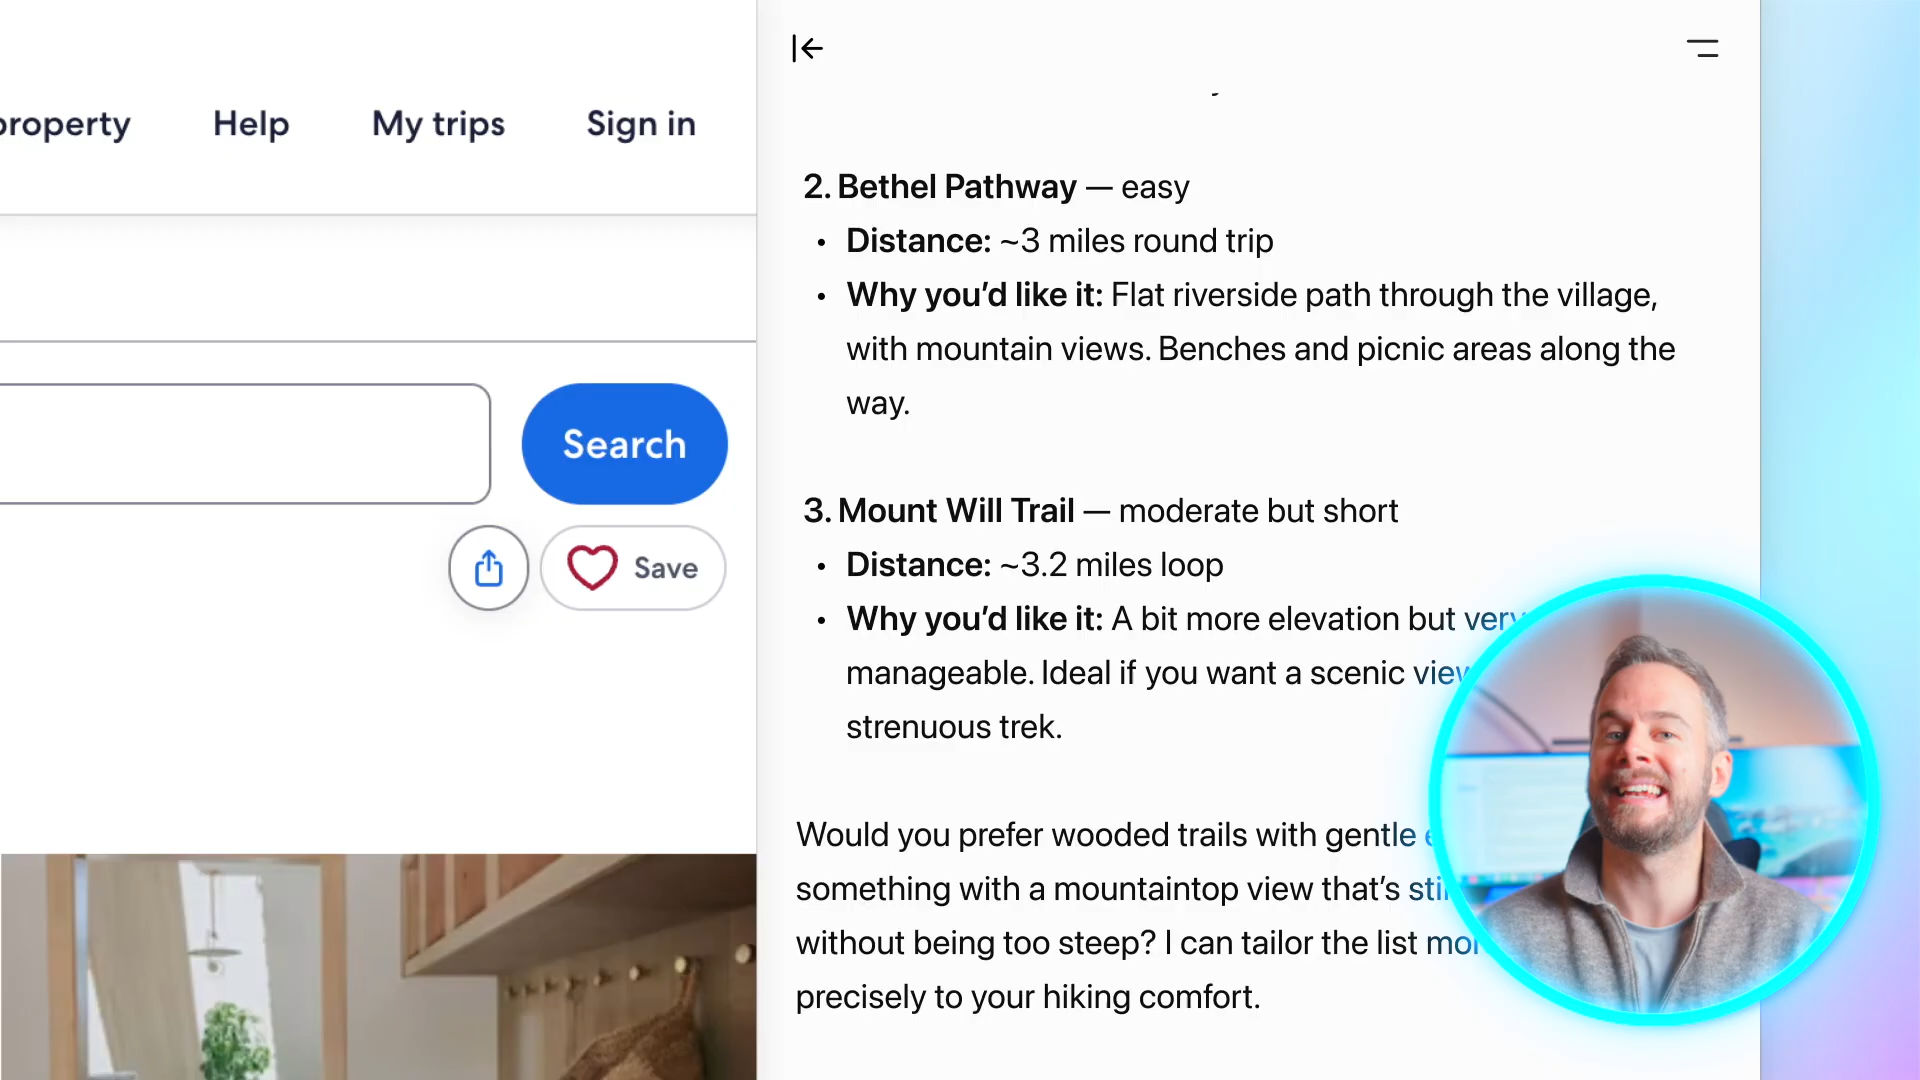 property
Help
My trips
Sign in
Search
Save
2. Bethel Pathway — easy
• Distance: ~3 miles round trip
• Why you’d like it: Flat riverside path through the village,
with mountain views. Benches and picnic areas along the
way.
3. Mount Will Trail — moderate but short
• Distance: ~3.2 miles loop
• Why you’d like it: A bit more elevation but very
manageable. Ideal if you want a scenic
strenuous trek.
Would you prefer wooded trails with gentle
something with a mountaintop view that’s
without being too steep? I can tailor the list
precisely to your hiking comfort.